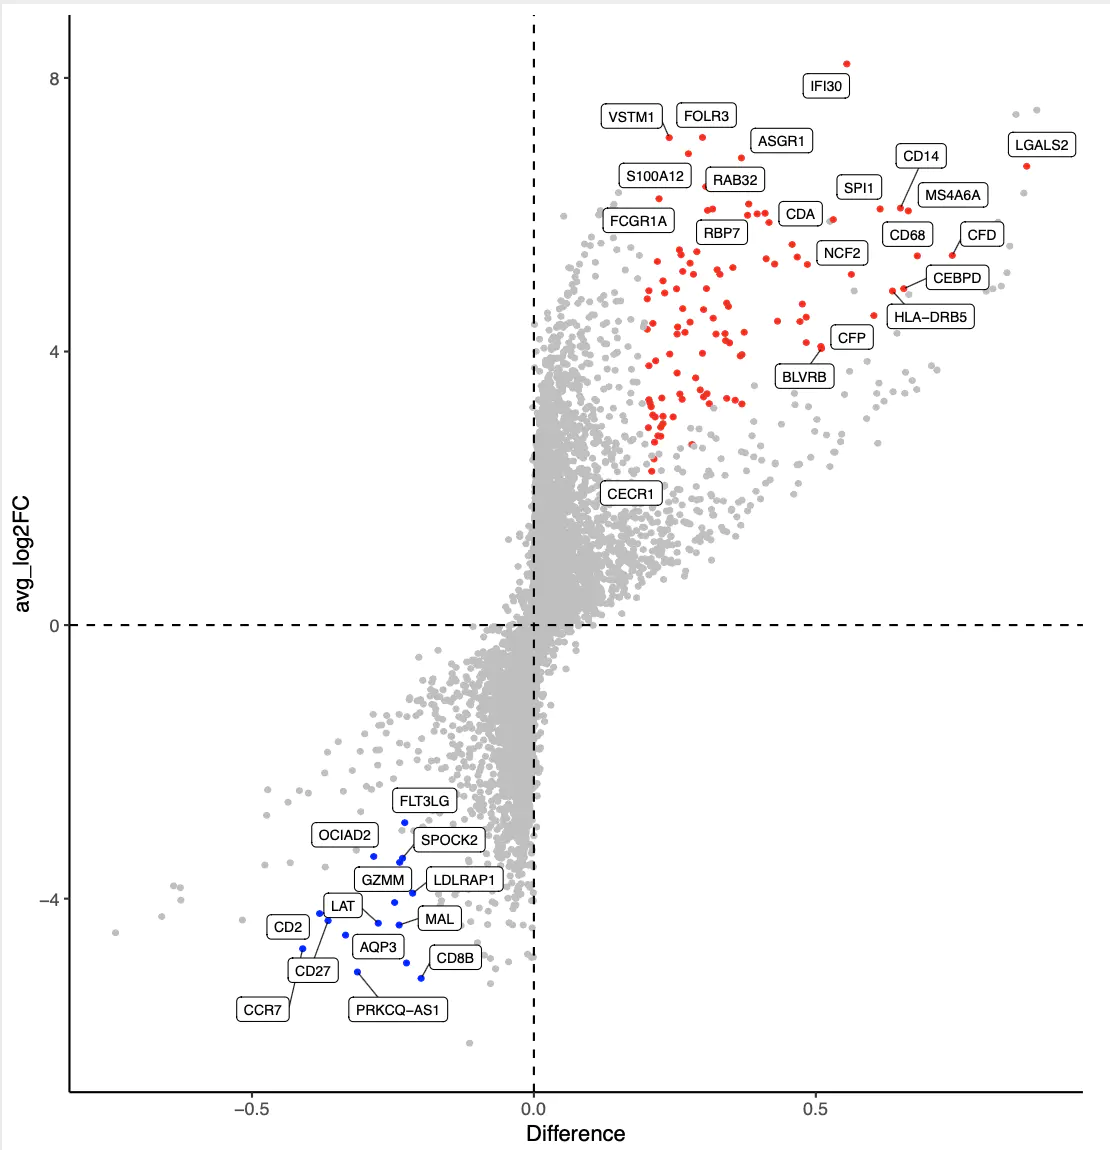 8
IFI30
VSTM1
FOLR3
ASGR1
LGALS2
CD14
S100A12
RAB32
SPI1
MS4A6A
FCGR1A
CDA
RBP7
CD68
CFD
NCF2
CEBPD
HLA−DRB5
4
CFP
BLVRB
CECR1
avg_log2FC
0
FLT3LG
OCIAD2
SPOCK2
GZMM
LDLRAP1
−4
LAT
MAL
CD2
AQP3
CD8B
CD27
CCR7
PRKCQ−AS1
−0.5
0.0
0.5
Difference